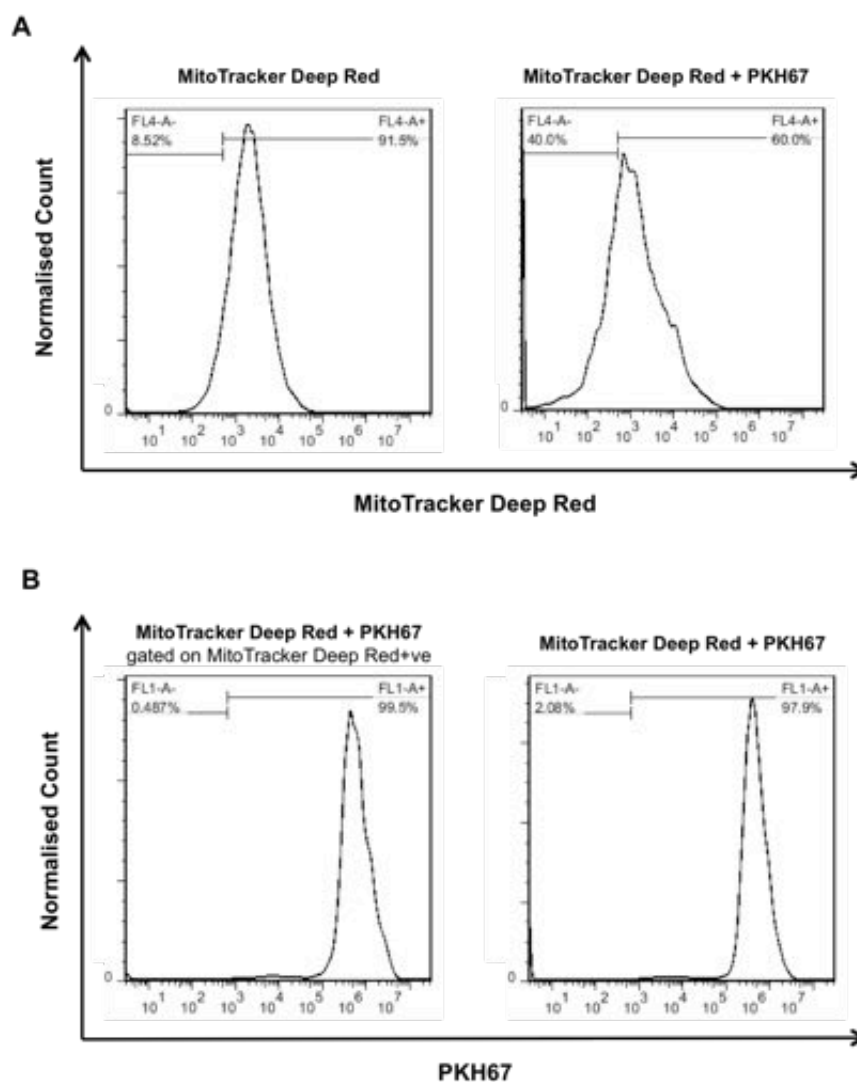 A
MitoTracker Deep Red
MitoTracker Deep Red + PKH67
FL4-A-
8.52%
FL4-A+
91.5%
FL4-A-
40.0%
FL4-A+
60.0%
Normalised Count
0
10^1 10^2 10^3 10^4 10^5 10^6 10^7
0
10^1 10^2 10^3 10^4 10^5 10^6 10^7
MitoTracker Deep Red
B
MitoTracker Deep Red + PKH67
gated on MitoTracker Deep Red+ve
MitoTracker Deep Red + PKH67
FL1-A-
0.487%
FL1-A+
99.5%
FL1-A-
2.08%
FL1-A+
97.9%
Normalised Count
0
10^1 10^2 10^3 10^4 10^5 10^6 10^7
0
10^1 10^2 10^3 10^4 10^5 10^6 10^7
PKH67